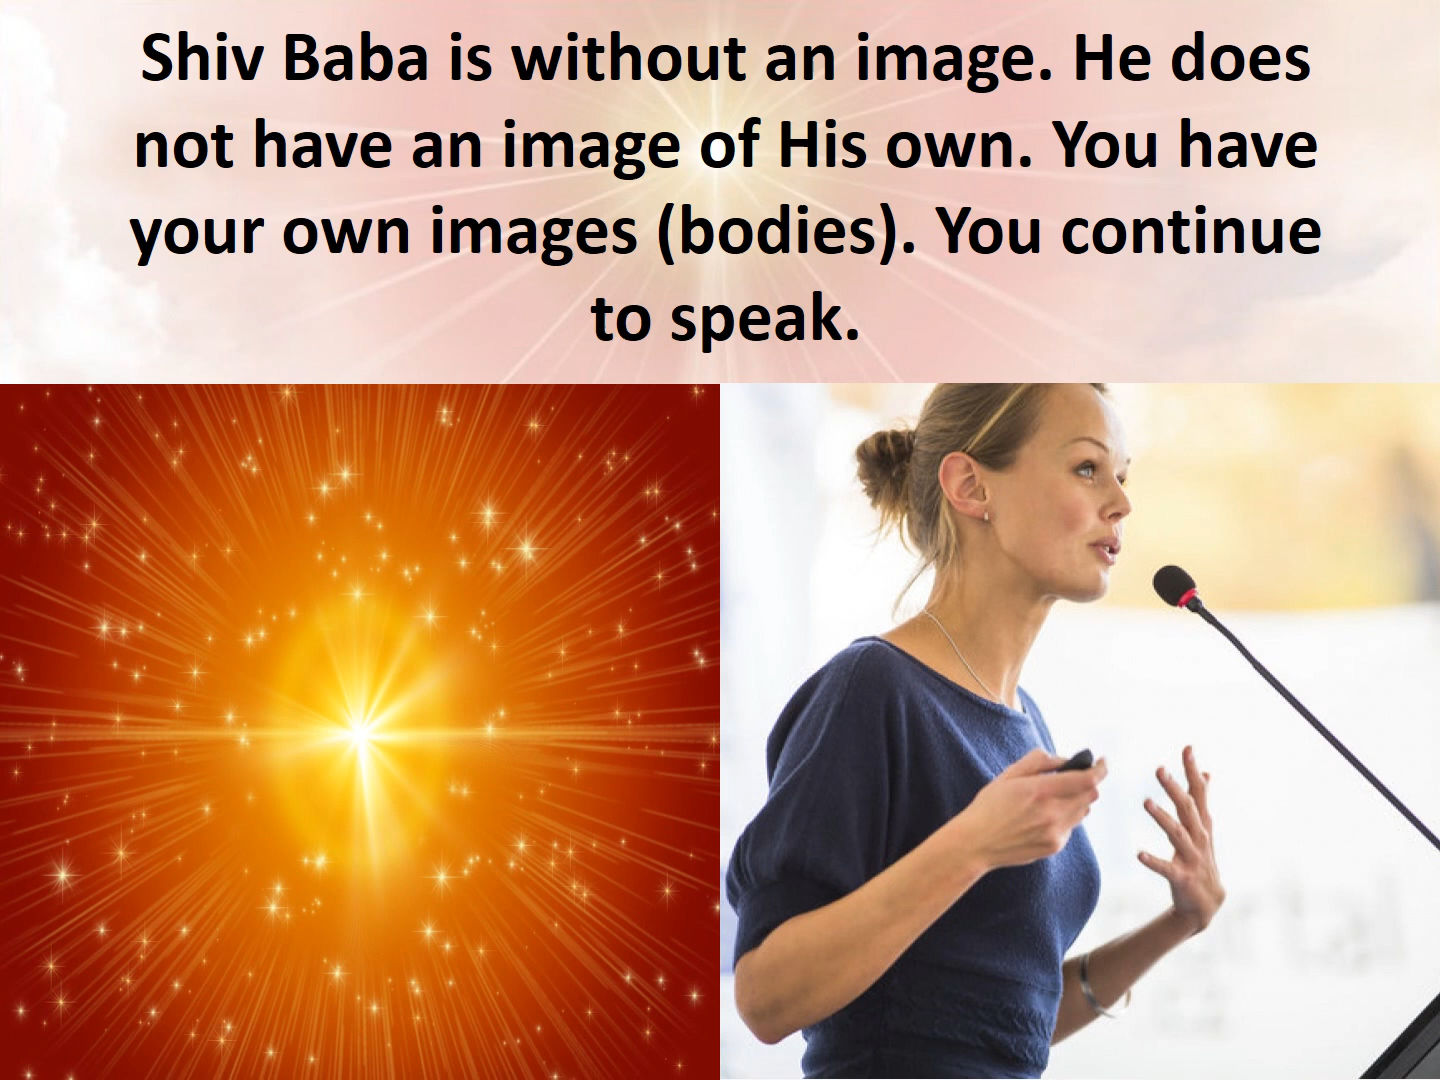 Shiv Baba is without an image. He does
not have an image of His own. You have
your own images (bodies). You continue
to speak.